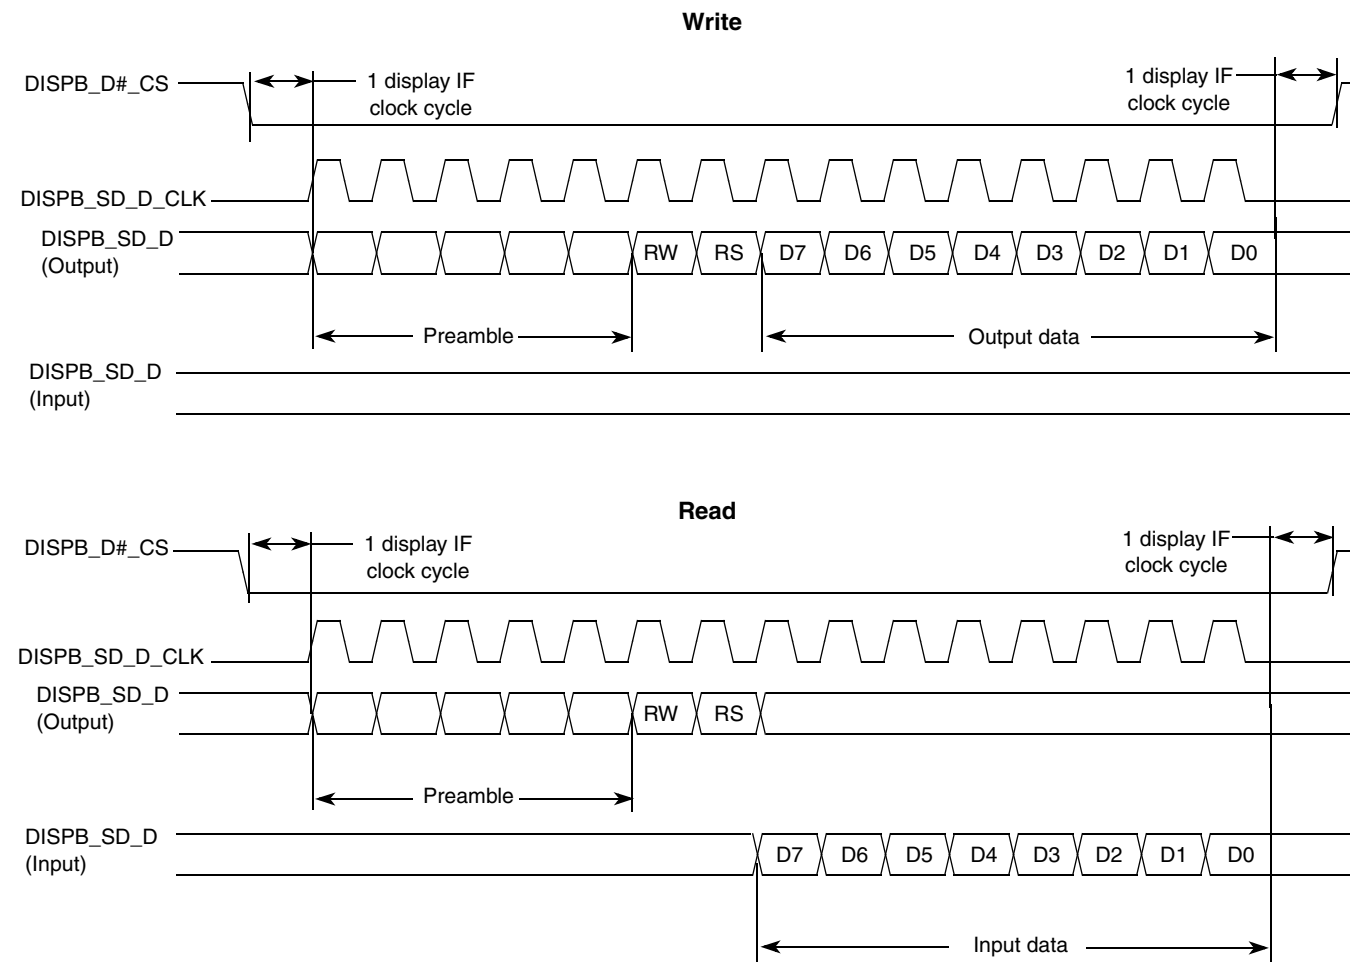 Write
DISPB_D#_CS
1 display IF
clock cycle
1 display IF
clock cycle
DISPB_SD_D_CLK
DISPB_SD_D
(Output)
RW RS D7 D6 D5 D4 D3 D2 D1 D0
Preamble
Output data
DISPB_SD_D
(Input)
Read
DISPB_D#_CS
1 display IF
clock cycle
1 display IF
clock cycle
DISPB_SD_D_CLK
DISPB_SD_D
(Output)
RW RS
Preamble
DISPB_SD_D
(Input)
D7 D6 D5 D4 D3 D2 D1 D0
Input data